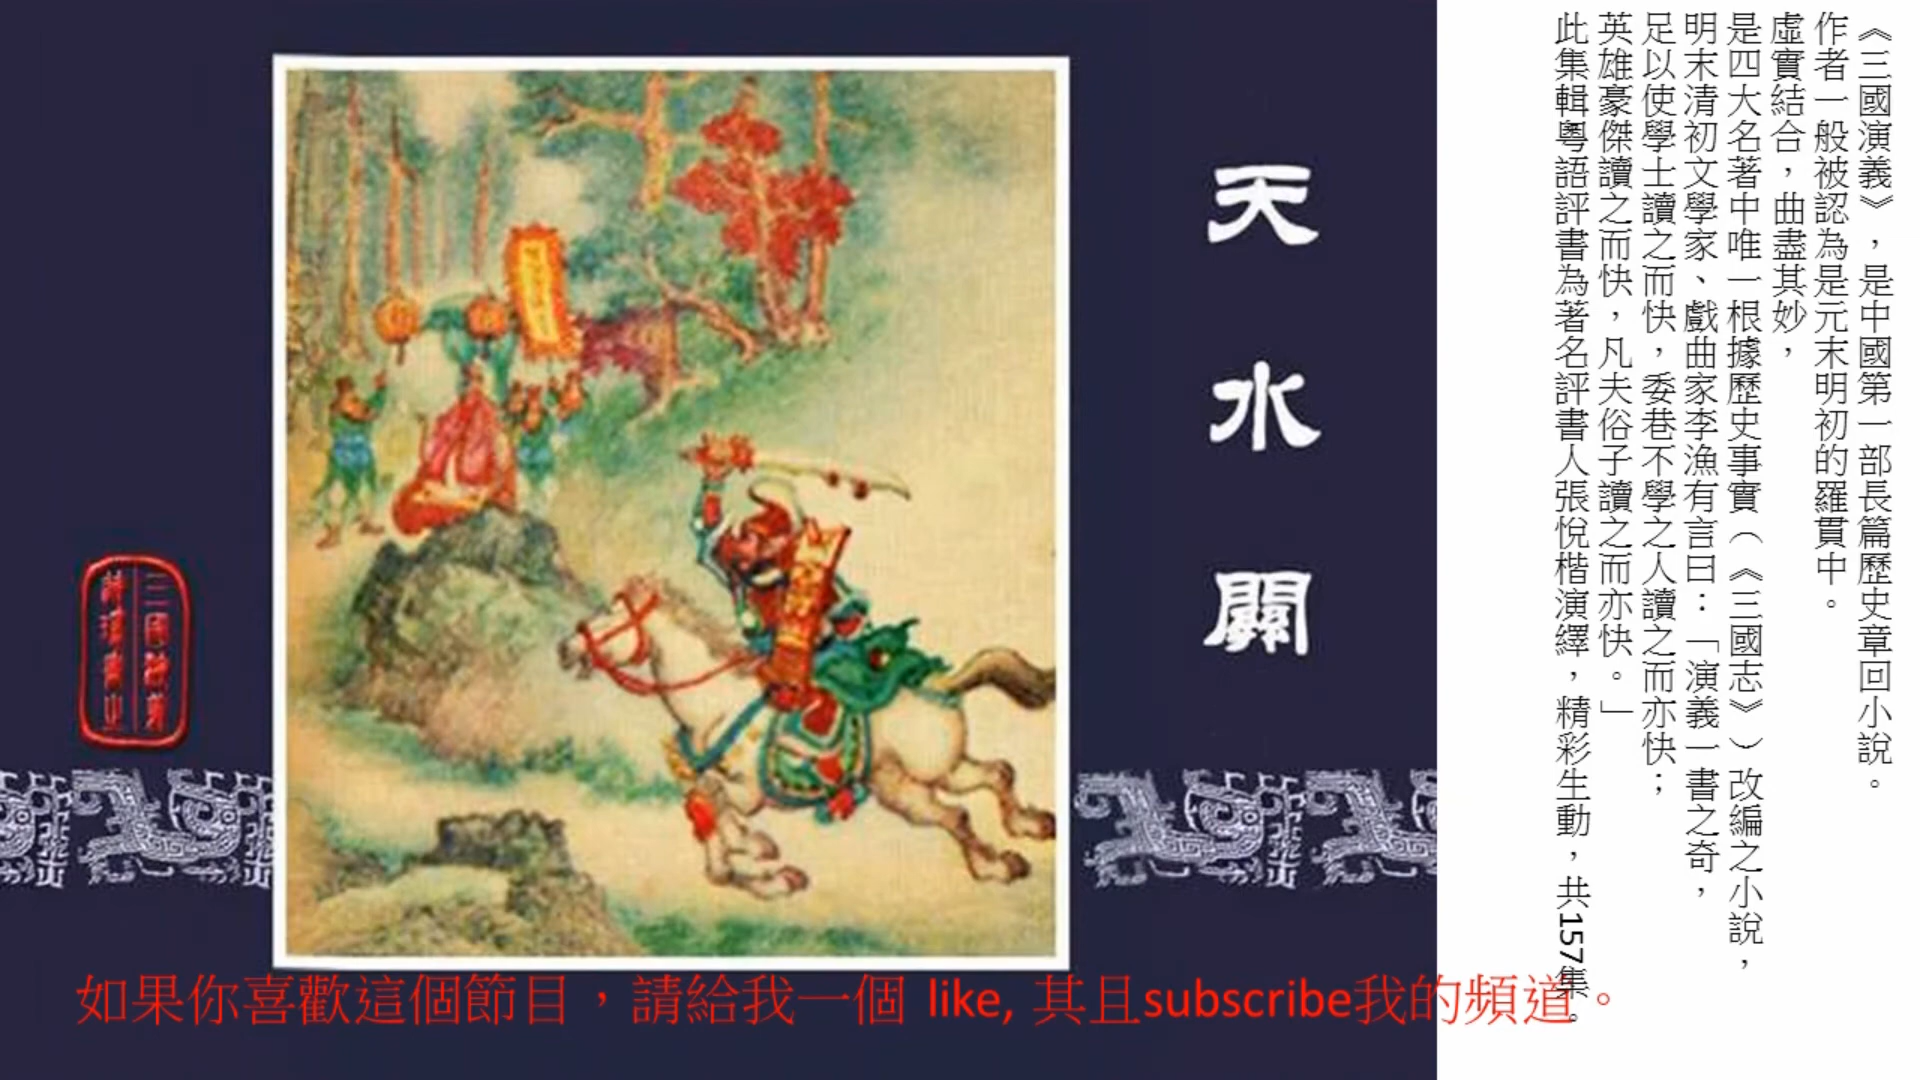 《三國演義》，是中國第一部長篇歷史章回小說。
作者一般被認為是元末明初的羅貫中。
虛實結合，曲盡其妙，
是四大名著中唯一根據歷史事實（《三國志》）改編之小說，
明末清初文學家、戲曲家李漁有言曰：「演義一書之奇，
足以使學士讀之而快，委巷不學之人讀之而亦快；
英雄豪傑讀之而快，凡夫俗子讀之而亦快。」
此集輯粵語評書為著名評書人張悅楷演繹，精彩生動，共157集。
天水關
如果你喜歡這個節目，請給我一個 like, 其且subscribe我的頻道。